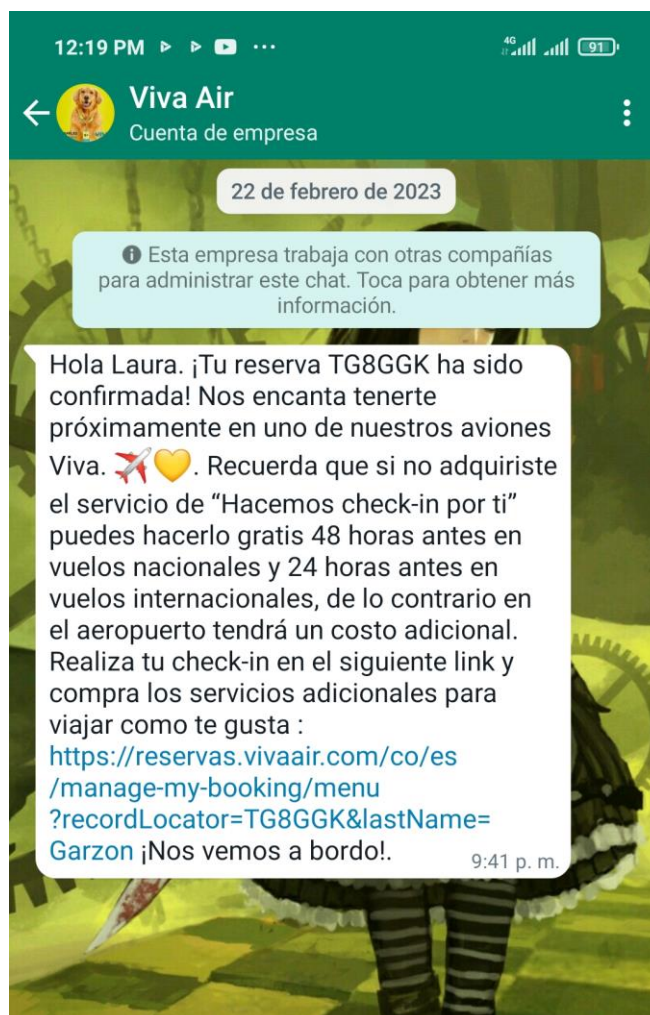 12:19 PM
4G
91
Viva Air
Cuenta de empresa
22 de febrero de 2023
Esta empresa trabaja con otras compañías
para administrar este chat. Toca para obtener más
información.
Hola Laura. ¡Tu reserva TG8GGK ha sido
confirmada! Nos encanta tenerte
próximamente en uno de nuestros aviones
Viva. ✈️💛. Recuerda que si no adquiriste
el servicio de “Hacemos check-in por ti”
puedes hacerlo gratis 48 horas antes en
vuelos nacionales y 24 horas antes en
vuelos internacionales, de lo contrario en
el aeropuerto tendrá un costo adicional.
Realiza tu check-in en el siguiente link y
compra los servicios adicionales para
viajar como te gusta :
https://reservas.vivaair.com/co/es
/manage-my-booking/menu
?recordLocator=TG8GGK&lastName=
Garzon ¡Nos vemos a bordo!.
9:41 p. m.